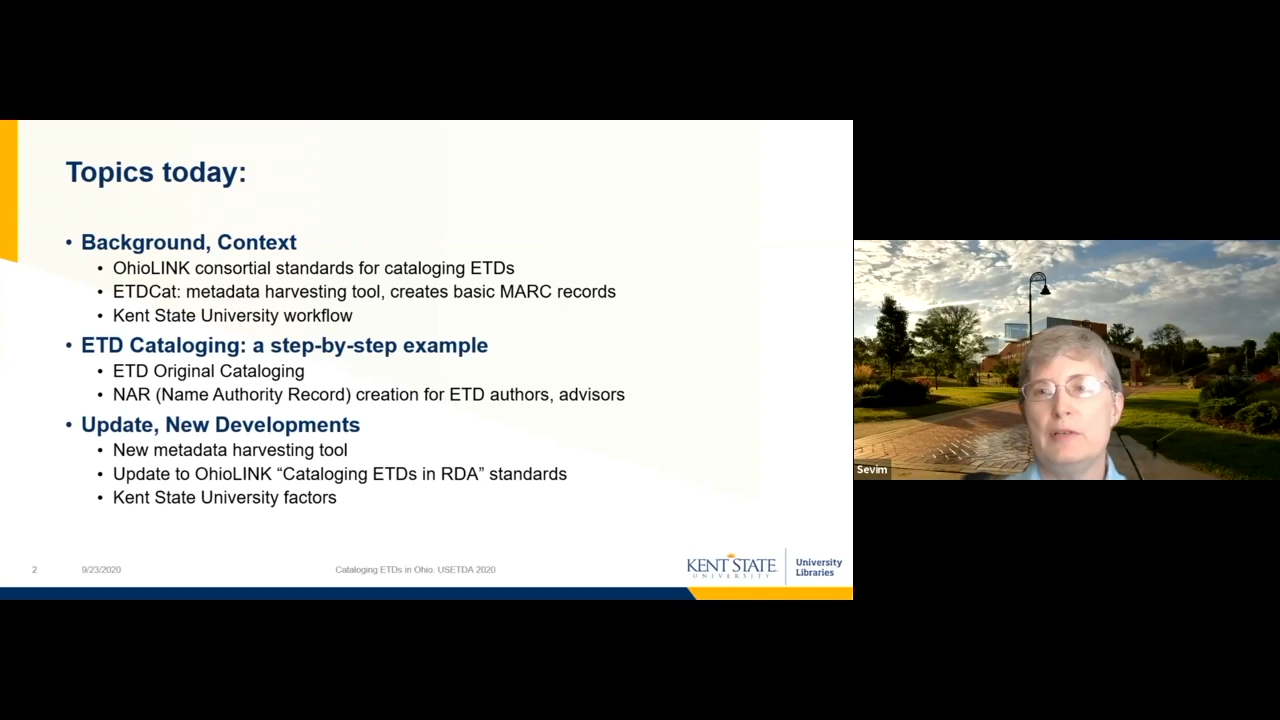 Topics today:
• Background, Context
• OhioLINK consortial standards for cataloging ETDs
• ETDCat: metadata harvesting tool, creates basic MARC records
• Kent State University workflow
• ETD Cataloging: a step-by-step example
• ETD Original Cataloging
• NAR (Name Authority Record) creation for ETD authors, advisors
• Update, New Developments
• New metadata harvesting tool
• Update to OhioLINK “Cataloging ETDs in RDA” standards
• Kent State University factors
2
9/23/2020
Cataloging ETDs in Ohio. USETDA 2020
KENT STATE
UNIVERSITY
University
Libraries
Sevim